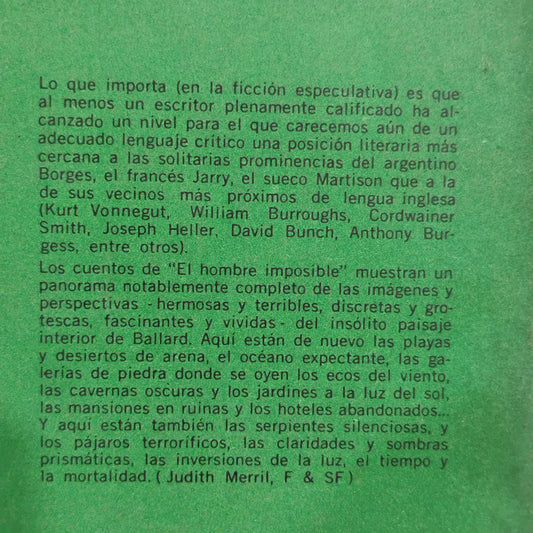 Lo que importa (en la ficción especulativa) es que
al menos un escritor plenamente calificado ha al-
canzado un nivel para el que carecemos aún de un
adecuado lenguaje crítico una posición literaria más
cercana a las solitarias prominencias del argentino
Borges, el francés Jarry, el sueco Martison que a la
de sus vecinos más próximos de lengua inglesa
(Kurt Vonnegut, William Burroughs, Cordwainer
Smith, Joseph Heller, David Bunch, Anthony Bur-
gess, entre otros).
Los cuentos de "El hombre imposible" muestran un
panorama notablemente completo de las imágenes y
perspectivas - hermosas y terribles, discretas y gro-
tescas, fascinantes y vividas - del insólito paisaje
interior de Ballard. Aquí están de nuevo las playas
y desiertos de arena, el océano expectante, las ga-
lerías de piedra donde se oyen los ecos del viento,
las cavernas oscuras y los jardines a la luz del sol,
las mansiones en ruinas y los hoteles abandonados...
Y aquí están también las serpientes silenciosas, y
los pájaros terroríficos, las claridades y sombras
prismáticas, las inversiones de la luz, el tiempo y
la mortalidad. ( Judith Merril, F & SF )